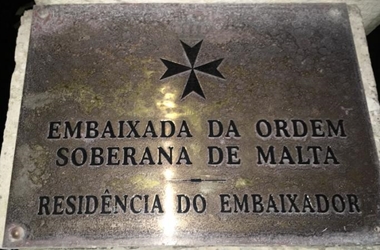 EMBAIXADA DA ORDEM
SOBERANA DE MALTA
RESIDÊNCIA DO EMBAIXADOR